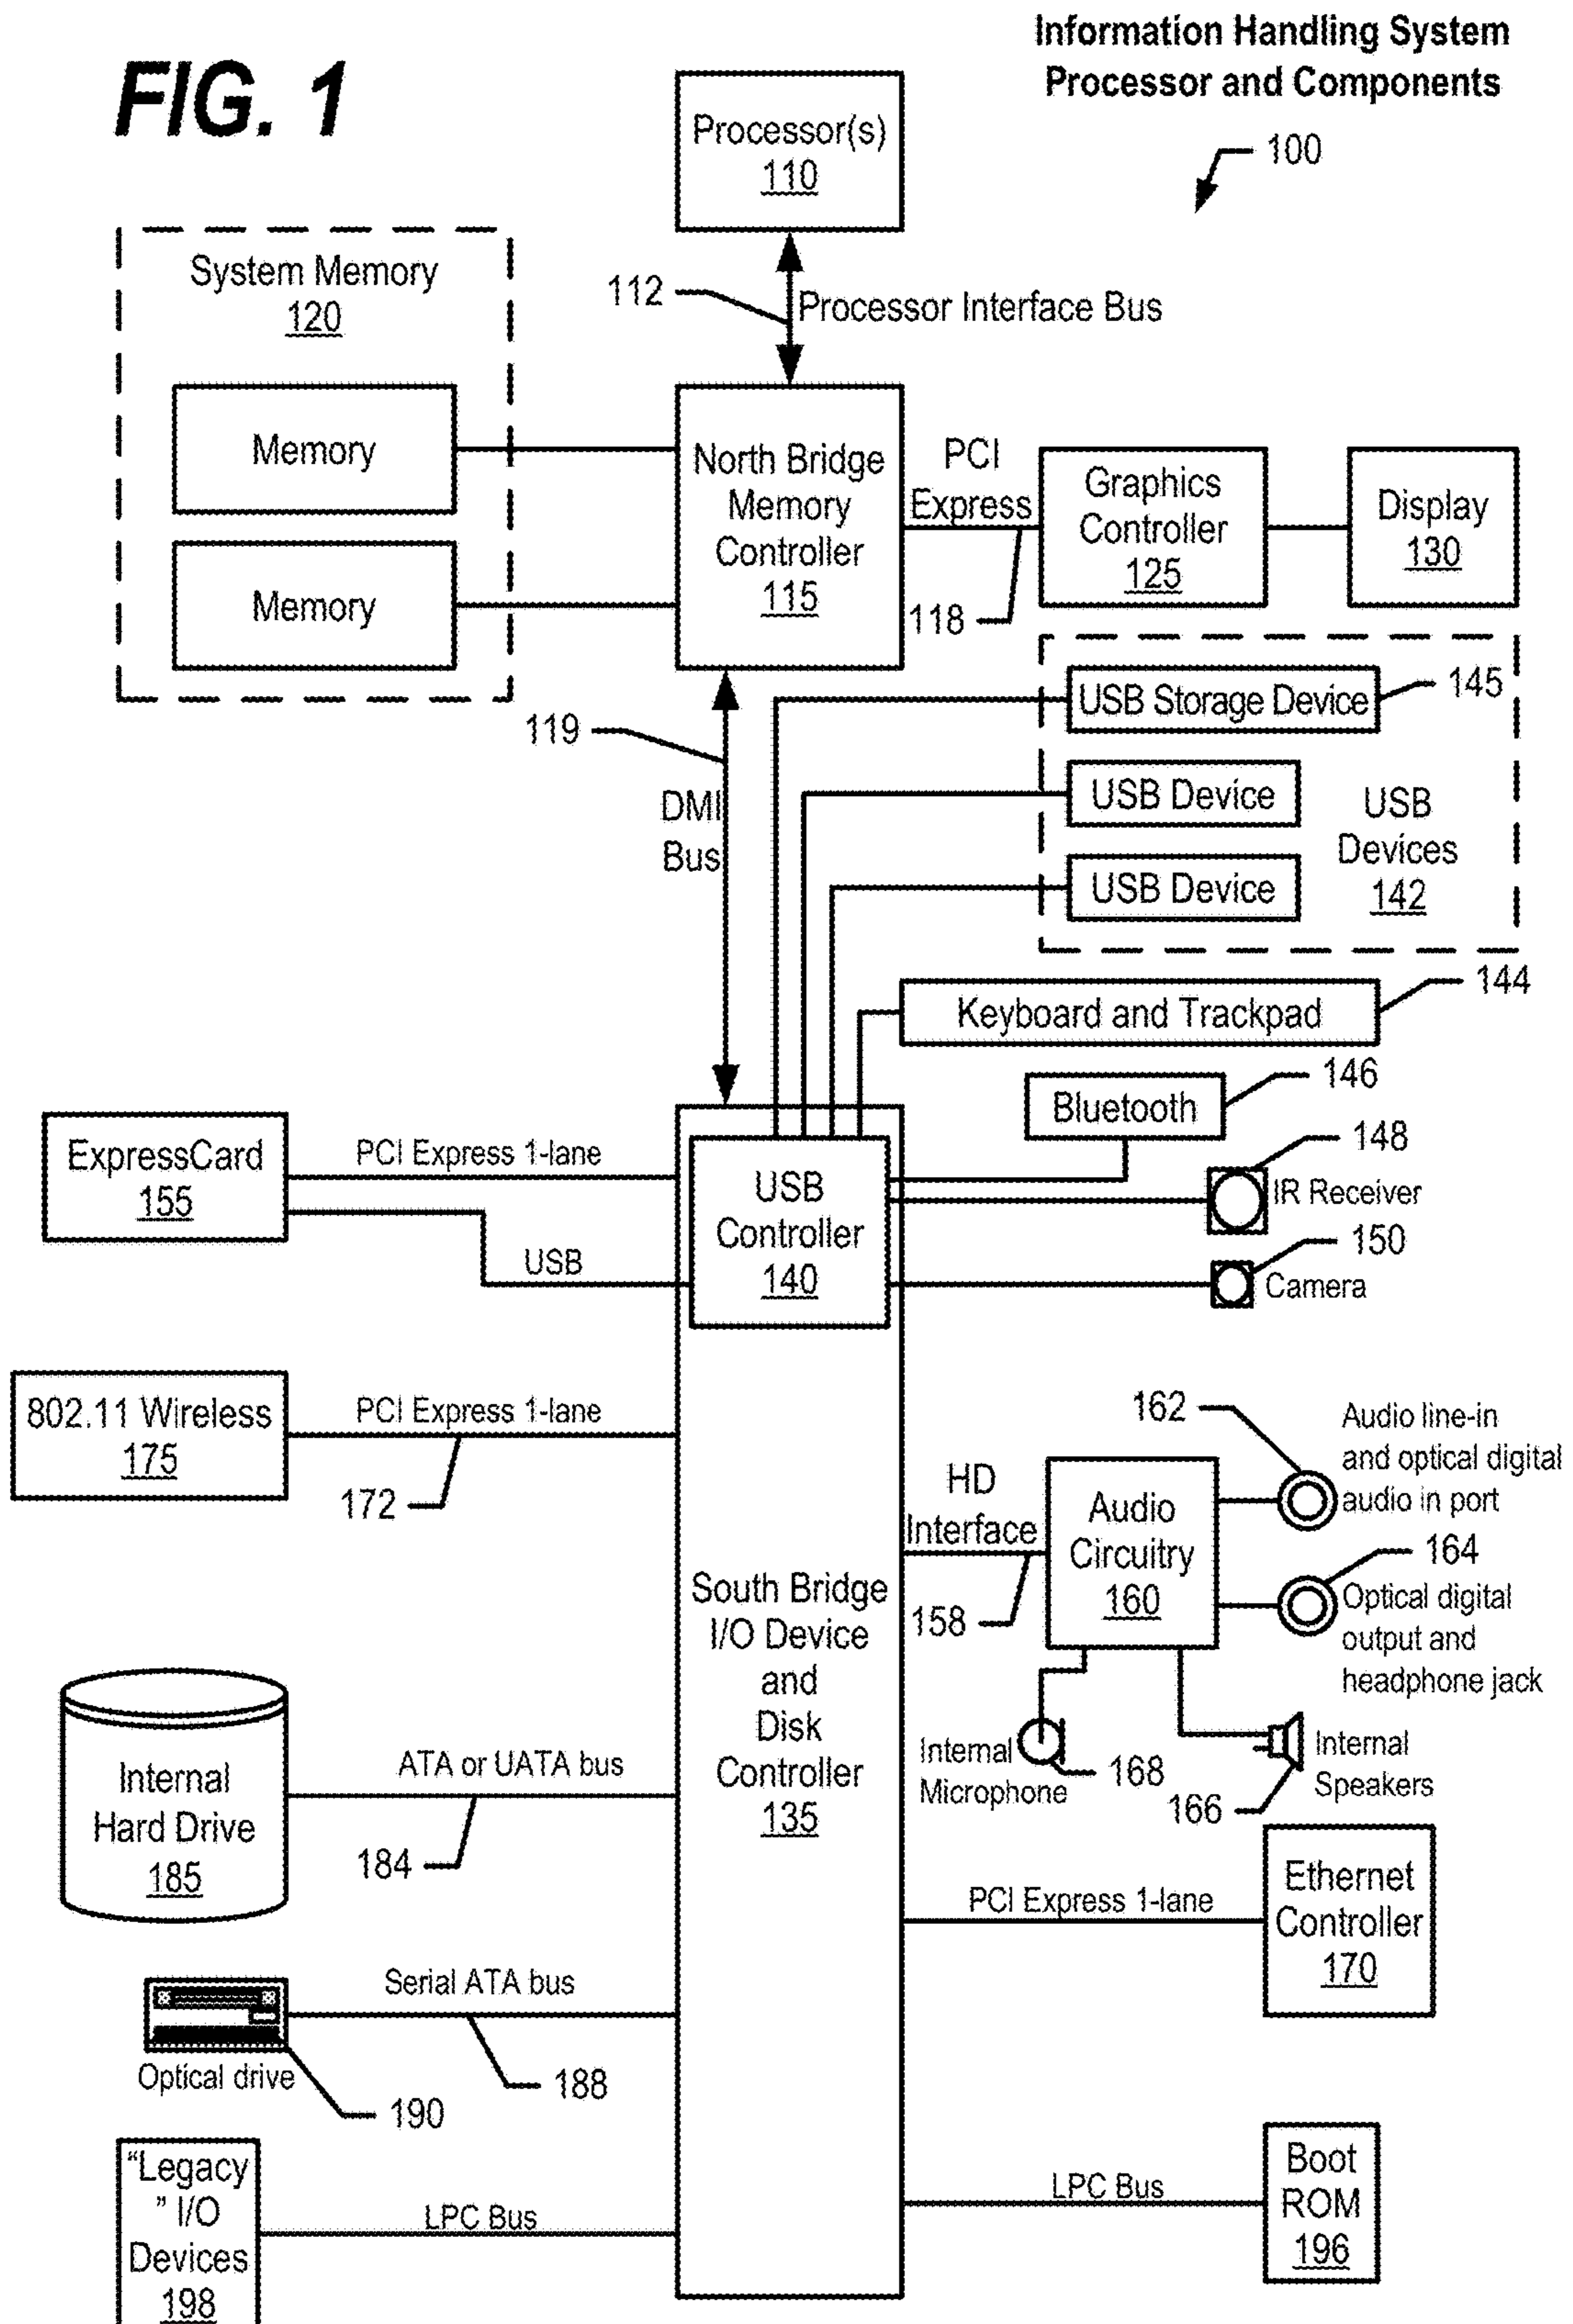 Information Handling System
Processor and Components
FIG. 1
100
Processor(s)
110
112
Processor Interface Bus
System Memory
120
Memory
Memory
North Bridge
Memory
Controller
115
PCI
Express
118
Graphics
Controller
125
Display
130
119
DMI
Bus
USB Storage Device
145
USB Device
USB Device
USB
Devices
142
Keyboard and Trackpad
144
Bluetooth
146
148
IR Receiver
150
Camera
ExpressCard
155
PCI Express 1-lane
USB
USB
Controller
140
802.11 Wireless
175
PCI Express 1-lane
172
South Bridge
I/O Device
and
Disk
Controller
135
HD
Interface
158
Audio
Circuitry
160
162
Audio line-in
and optical digital
audio in port
164
Optical digital
output and
headphone jack
Internal
Microphone
168
166
Internal
Speakers
Internal
Hard Drive
185
ATA or UATA bus
184
PCI Express 1-lane
Ethernet
Controller
170
Serial ATA bus
188
Optical drive
190
“Legacy
” I/O
Devices
198
LPC Bus
LPC Bus
Boot
ROM
196